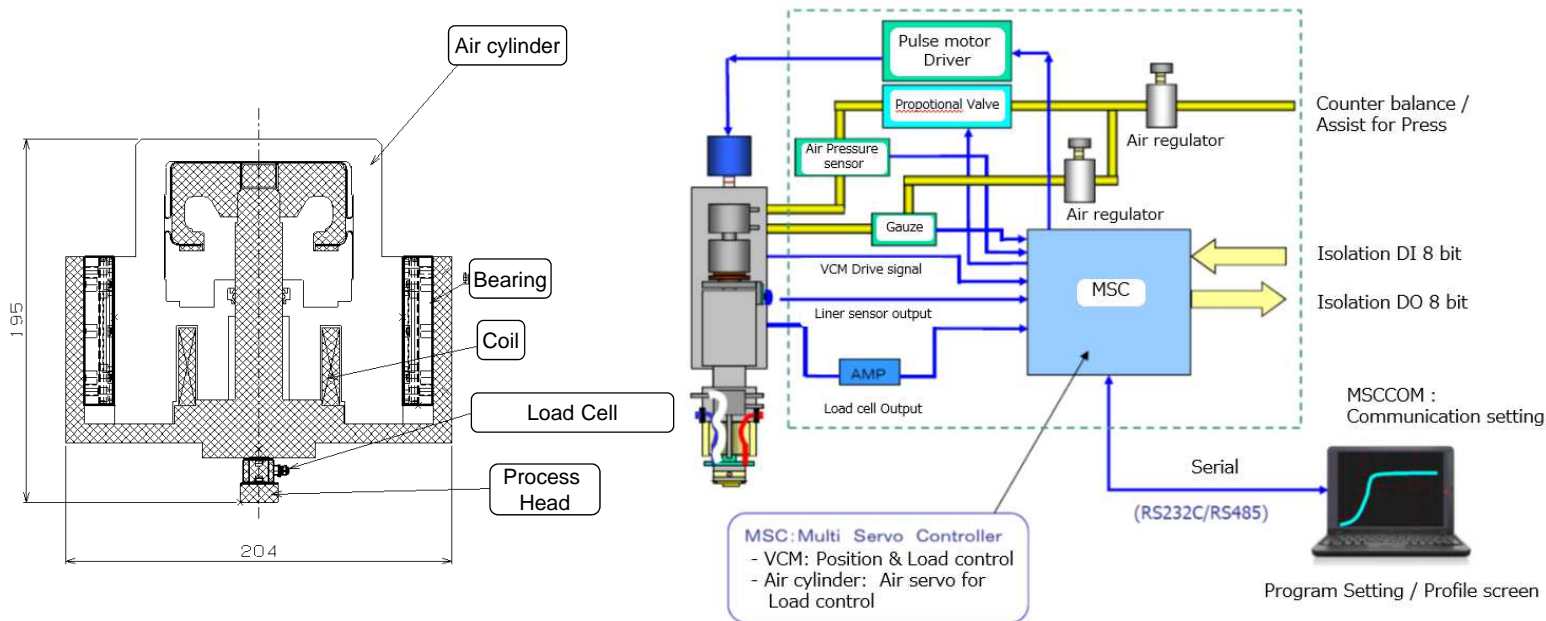 Air cylinder
195
Bearing
Coil
Load Cell
Process
Head
204
Pulse motor
Driver
Propotional Valve
Air Pressure
sensor
Air regulator
Counter balance /
Assist for Press
Air regulator
Gauze
VCM Drive signal
MSC
Isolation DI 8 bit
Liner sensor output
Isolation DO 8 bit
AMP
Load cell Output
MSCCOM :
Communication setting
Serial
(RS232C/RS485)
MSC:Multi Servo Controller
- VCM: Position & Load control
- Air cylinder: Air servo for
Load control
Program Setting / Profile screen